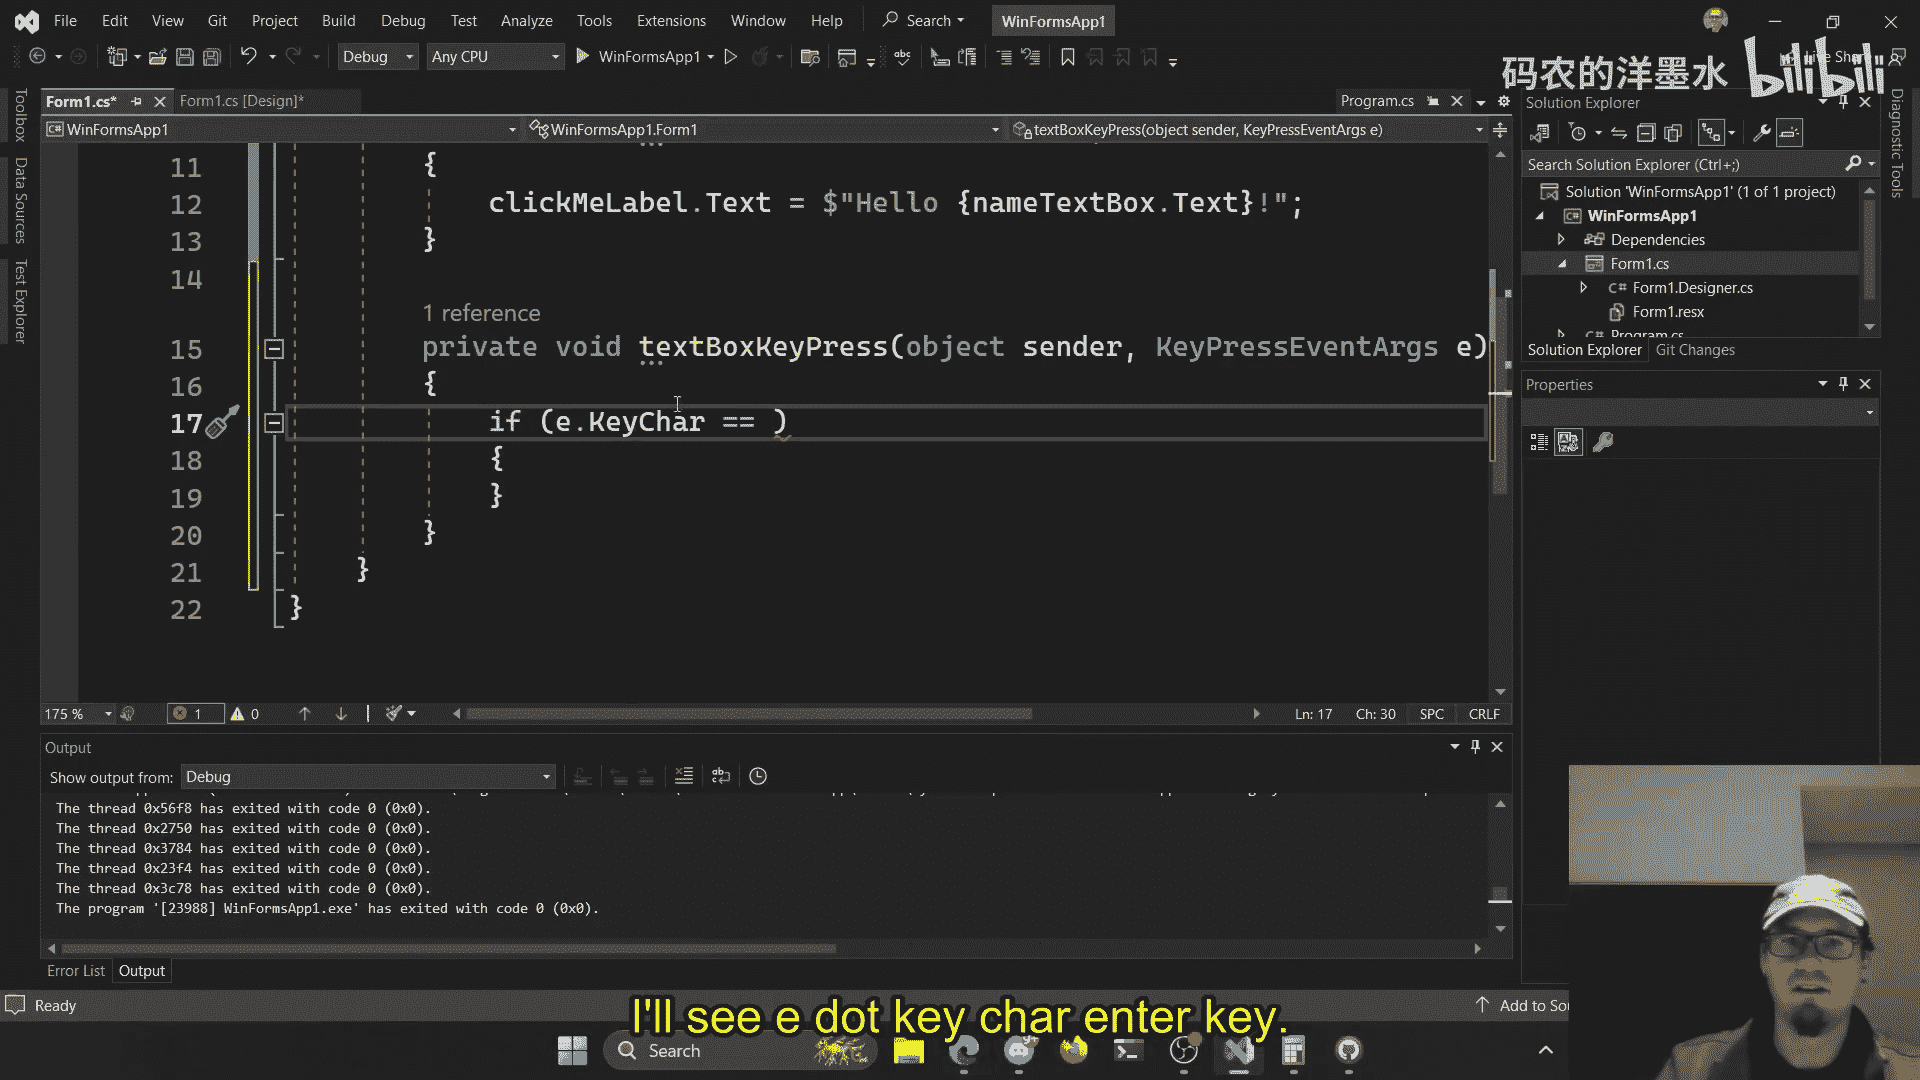 File Edit View Git Project Build Debug Test Analyze Tools Extensions Window Help Search WinFormsApp1
Debug Any CPU WinFormsApp1
码农的洋墨水 bilibili
Form1.cs* Form1.cs [Design]* Program.cs
WinFormsApp1 WinFormsApp1.Form1 textBoxKeyPress(object sender, KeyPressEventArgs e)
Toolbox
Data Sources
Test Explorer
11 {
12 clickMeLabel.Text = $"Hello {nameTextBox.Text}!";
13 }
14
1 reference
15 private void textBoxKeyPress(object sender, KeyPressEventArgs e)
16 {
17 if (e.KeyChar == )
18 {
19 }
20 }
21 }
22 }
175 % 1 0 Ln: 17 Ch: 30 SPC CRLF
Output
Show output from: Debug
The thread 0x56f8 has exited with code 0 (0x0).
The thread 0x2750 has exited with code 0 (0x0).
The thread 0x3784 has exited with code 0 (0x0).
The thread 0x23f4 has exited with code 0 (0x0).
The thread 0x3c78 has exited with code 0 (0x0).
The program '[23988] WinFormsApp1.exe' has exited with code 0 (0x0).
Error List Output
Solution Explorer
Search Solution Explorer (Ctrl+;)
Solution 'WinFormsApp1' (1 of 1 project)
WinFormsApp1
Dependencies
Form1.cs
C# Form1.Designer.cs
Form1.resx
C# Program.cs
Solution Explorer Git Changes
Properties
Diagnostic Tools
Ready
Add to So
I'll see e dot key char enter key.
Search